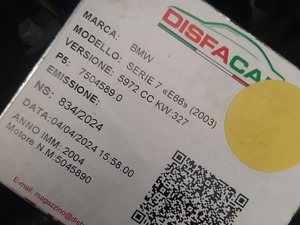 DISFACAR
MARCA: BMW
MODELLO: SERIE 7 «E66» (2003)
VERSIONE: 5972 CC KW:327
P5: 7504589.0
EMISSIONE:
NS: 834/2024
DATA:04/04/2024 15:58:00
ANNO IMM: 2004
Motore N.M:5045890
E-mail: magazzino@disfa